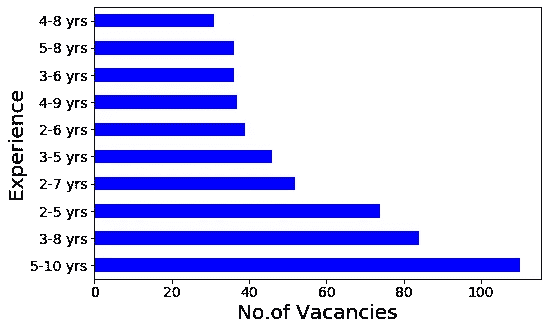 4-8 yrs
5-8 yrs
3-6 yrs
4-9 yrs
2-6 yrs
3-5 yrs
2-7 yrs
2-5 yrs
3-8 yrs
5-10 yrs
Experience
0 20 40 60 80 100
No.of Vacancies